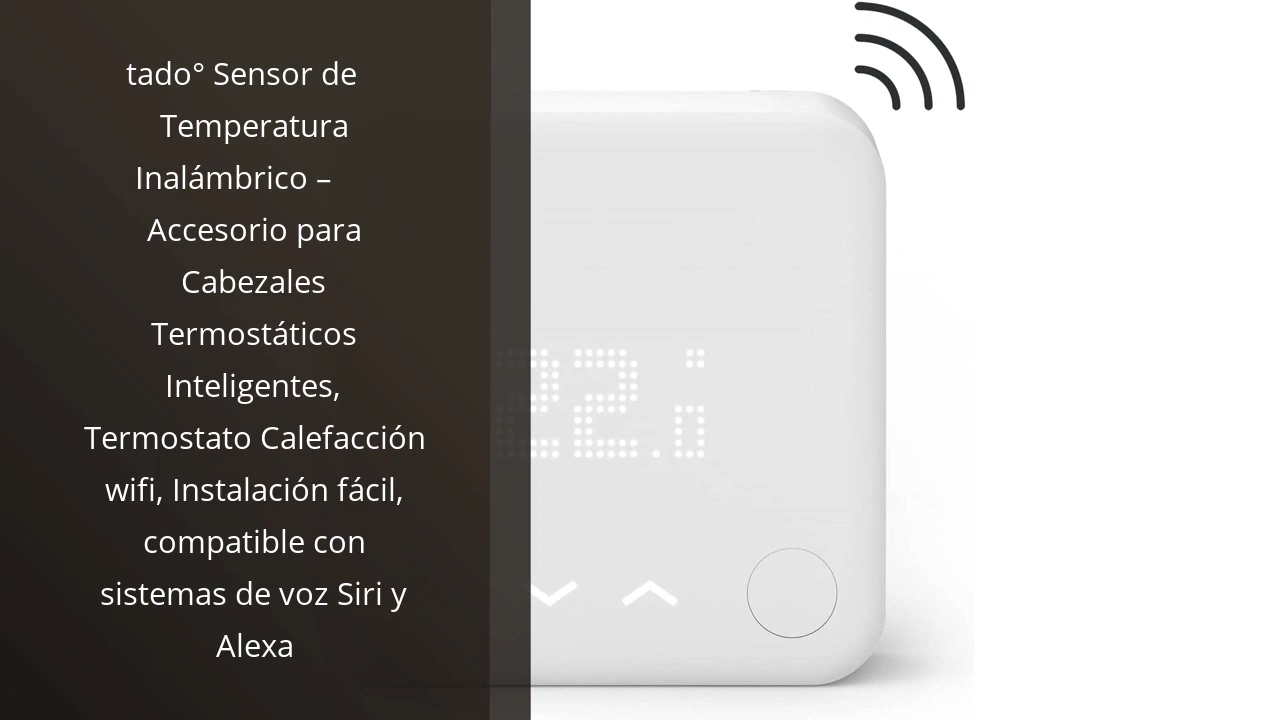 tado° Sensor de
Temperatura
Inalámbrico –
Accesorio para
Cabezales
Termostáticos
Inteligentes,
Termostato Calefacción
wifi, Instalación fácil,
compatible con
sistemas de voz Siri y
Alexa
22.